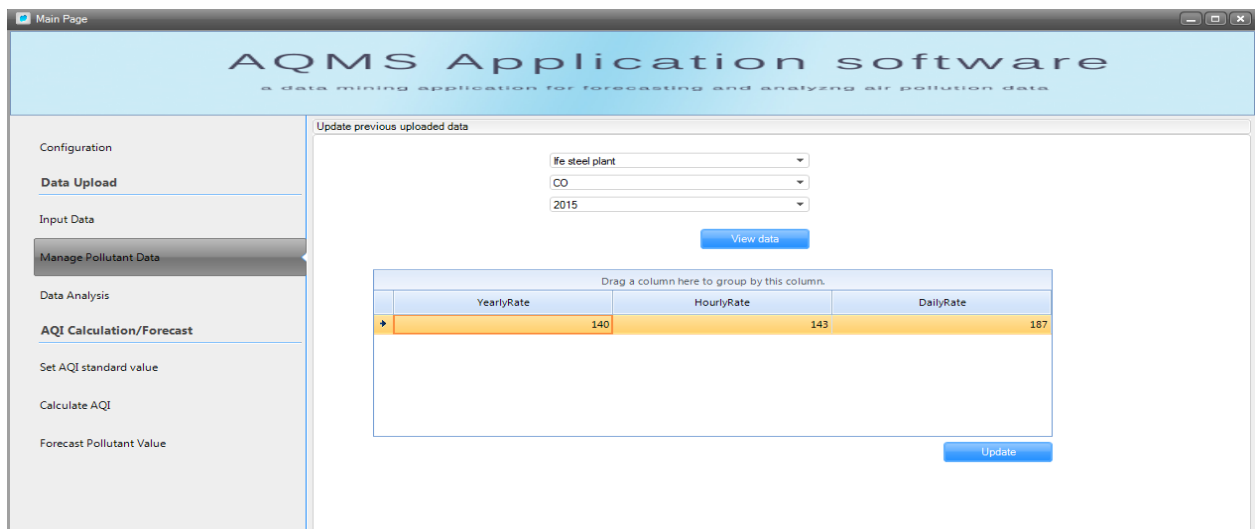 Main Page
AQMS Application software
a data mining application for forecasting and analyzng air pollution data
Configuration
Data Upload
Input Data
Manage Pollutant Data
Data Analysis
AQI Calculation/Forecast
Set AQI standard value
Calculate AQI
Forecast Pollutant Value
Update previous uploaded data
Ife steel plant
CO
2015
View data
Drag a column here to group by this column.
YearlyRate HourlyRate DailyRate
140 143 187
Update